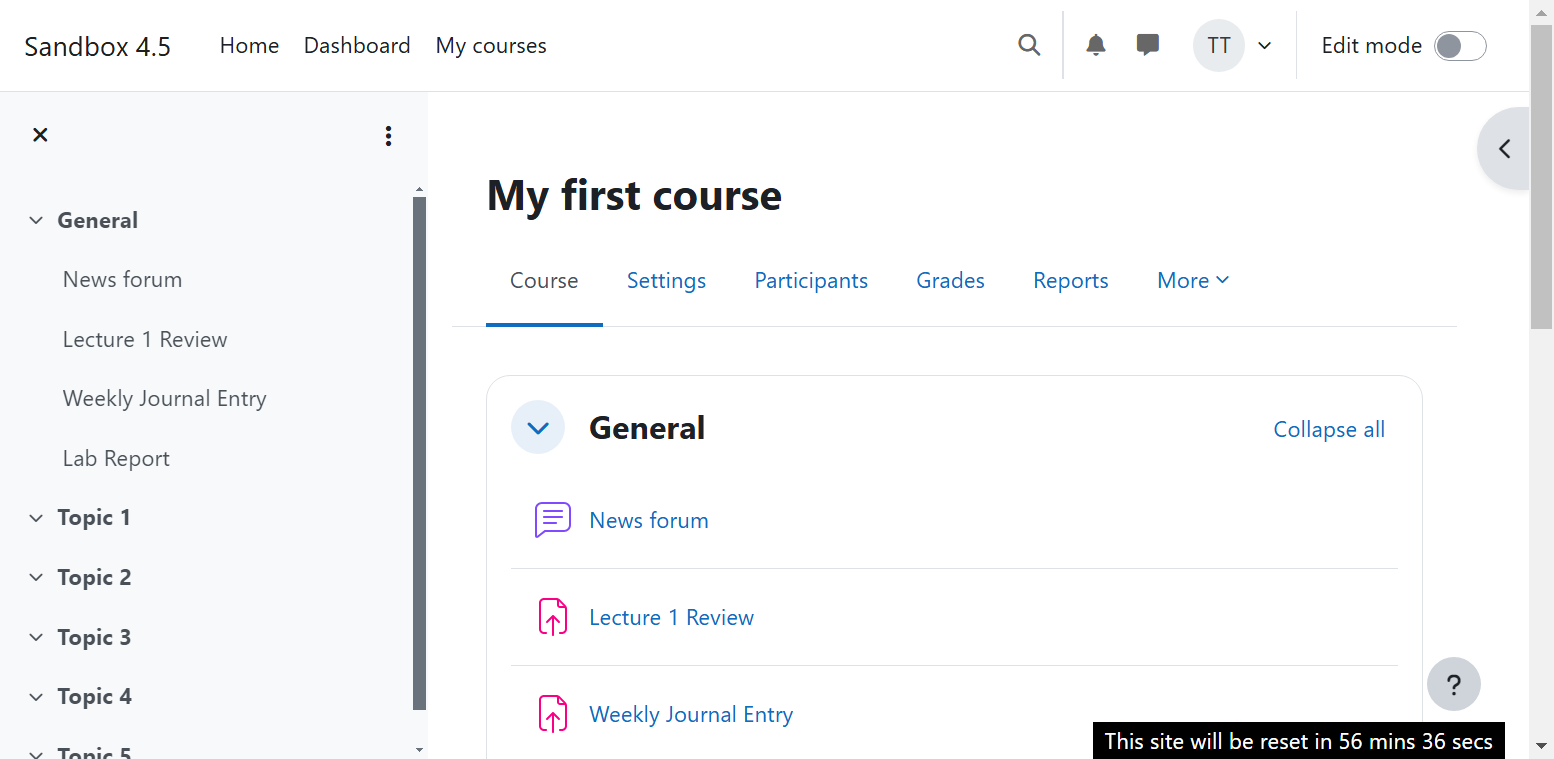 Sandbox 4.5 Home Dashboard My courses TT Edit mode
General
News forum
Lecture 1 Review
Weekly Journal Entry
Lab Report
Topic 1
Topic 2
Topic 3
Topic 4
Topic 5
My first course
Course Settings Participants Grades Reports More
General Collapse all
News forum
Lecture 1 Review
Weekly Journal Entry
?
This site will be reset in 56 mins 36 secs